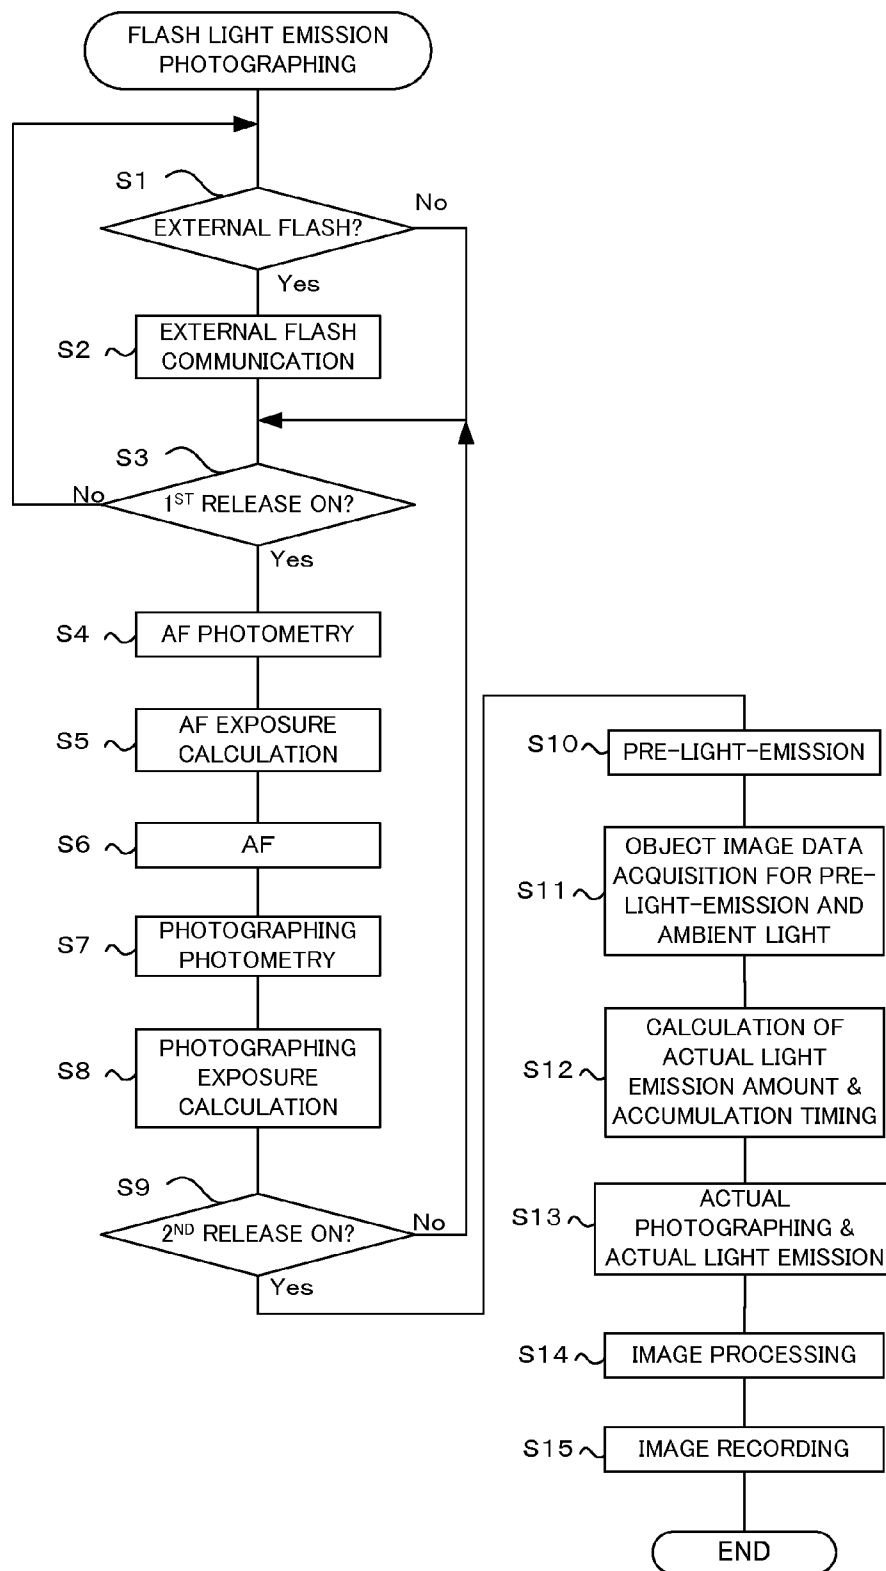 FLASH LIGHT EMISSION
PHOTOGRAPHING
S1
EXTERNAL FLASH?
No
Yes
S2
EXTERNAL FLASH
COMMUNICATION
S3
1ST RELEASE ON?
No
Yes
S4
AF PHOTOMETRY
S5
AF EXPOSURE
CALCULATION
S6
AF
S7
PHOTOGRAPHING
PHOTOMETRY
S8
PHOTOGRAPHING
EXPOSURE
CALCULATION
S9
2ND RELEASE ON?
No
Yes
S10
PRE-LIGHT-EMISSION
S11
OBJECT IMAGE DATA
ACQUISITION FOR PRE-
LIGHT-EMISSION AND
AMBIENT LIGHT
S12
CALCULATION OF
ACTUAL LIGHT
EMISSION AMOUNT &
ACCUMULATION TIMING
S13
ACTUAL
PHOTOGRAPHING &
ACTUAL LIGHT EMISSION
S14
IMAGE PROCESSING
S15
IMAGE RECORDING
END